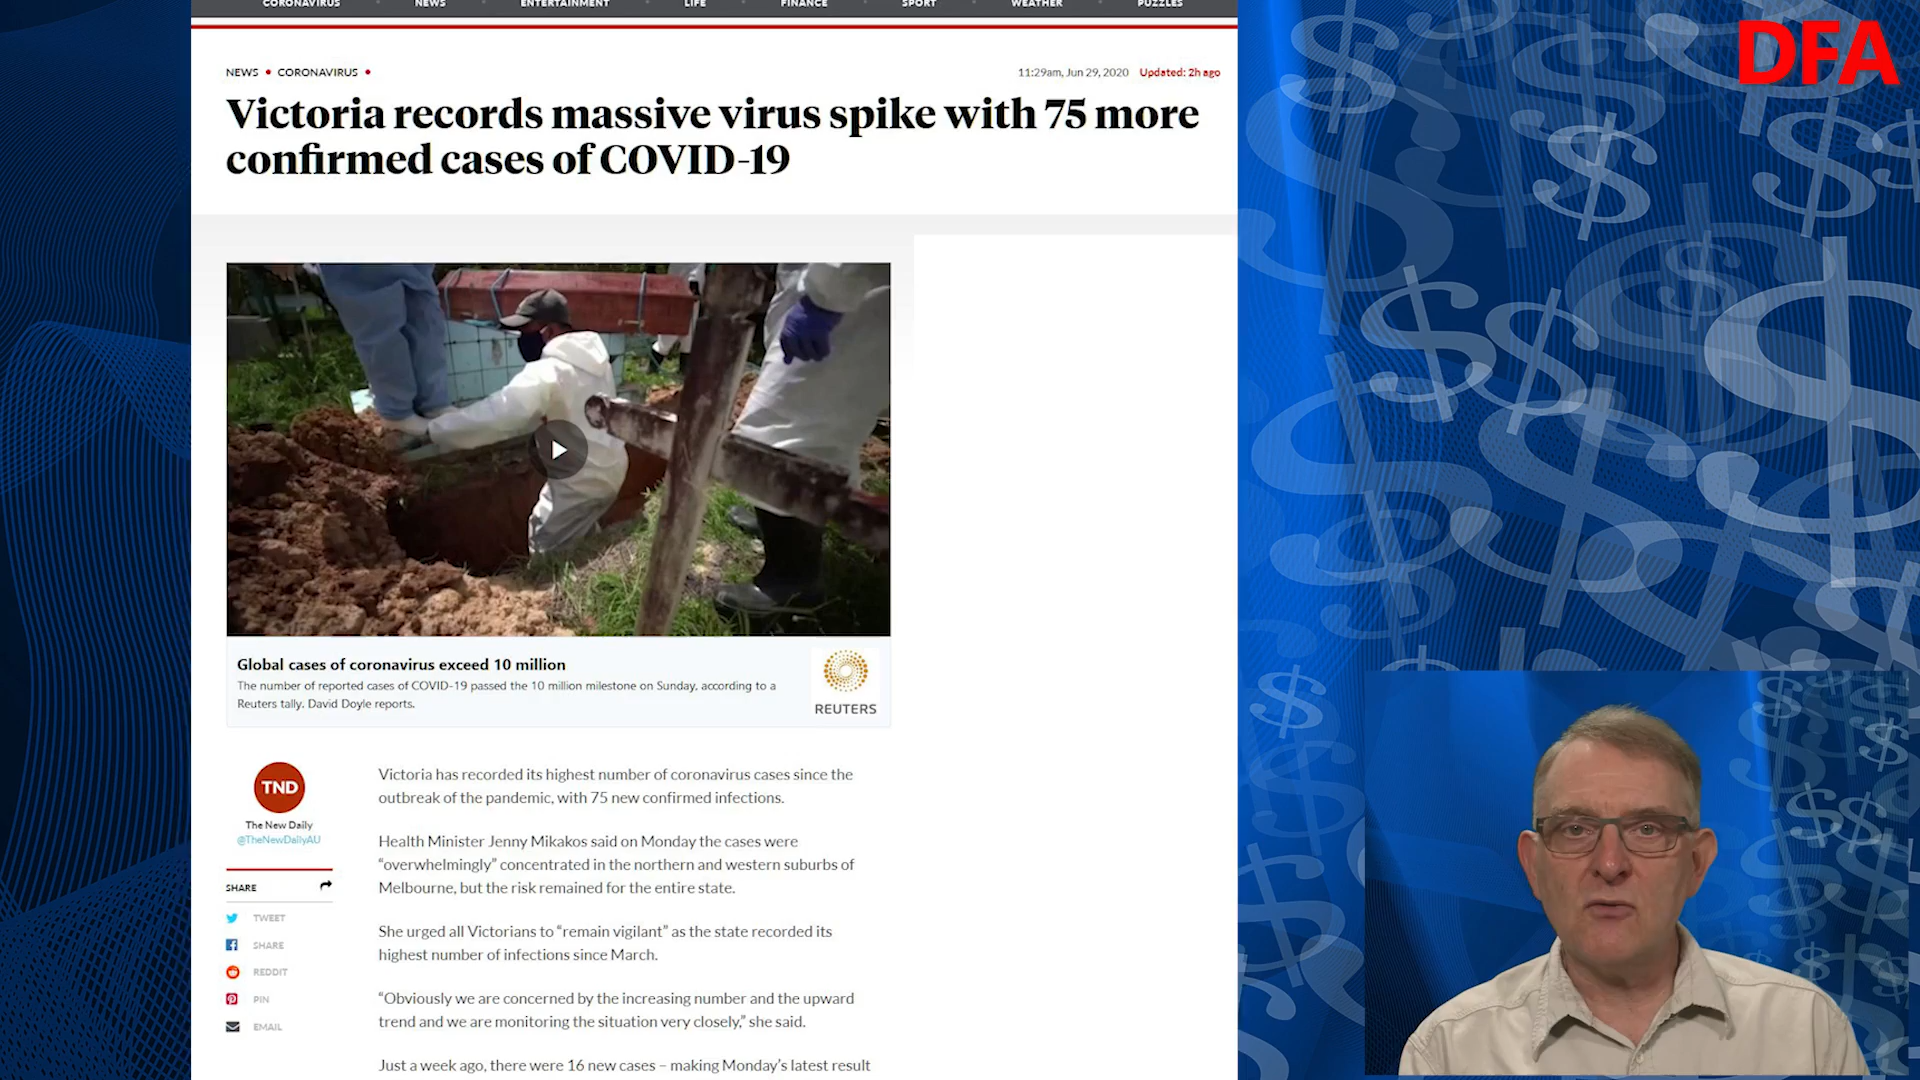 CORONAVIRUS NEWS ENTERTAINMENT LIFE FINANCE SPORT WEATHER PUZZLES
DFA
NEWS • CORONAVIRUS •
11:29am, Jun 29, 2020 Updated: 2h ago
Victoria records massive virus spike with 75 more
confirmed cases of COVID-19
Global cases of coronavirus exceed 10 million
The number of reported cases of COVID-19 passed the 10 million milestone on Sunday, according to a
Reuters tally. David Doyle reports.
REUTERS
TND
The New Daily
@TheNewDailyAU
SHARE
TWEET
SHARE
REDDIT
PIN
EMAIL
Victoria has recorded its highest number of coronavirus cases since the
outbreak of the pandemic, with 75 new confirmed infections.
Health Minister Jenny Mikakos said on Monday the cases were
“overwhelmingly” concentrated in the northern and western suburbs of
Melbourne, but the risk remained for the entire state.
She urged all Victorians to “remain vigilant” as the state recorded its
highest number of infections since March.
“Obviously we are concerned by the increasing number and the upward
trend and we are monitoring the situation very closely,” she said.
Just a week ago, there were 16 new cases – making Monday’s latest result